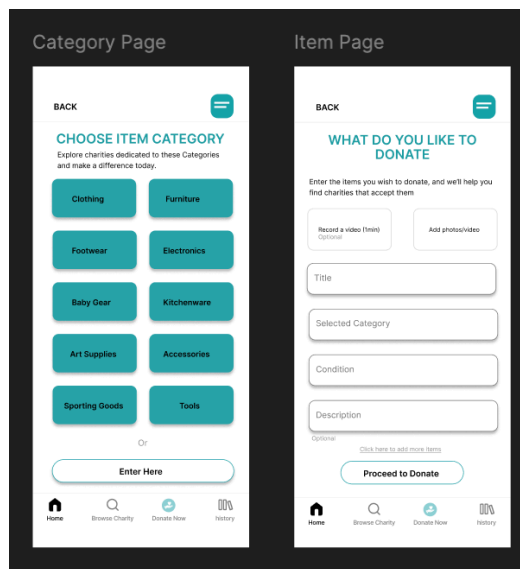 Category Page
BACK
CHOOSE ITEM CATEGORY
Explore charities dedicated to these Categories
and make a difference today.
Clothing
Furniture
Footwear
Electronics
Baby Gear
Kitchenware
Art Supplies
Accessories
Sporting Goods
Tools
Or
Enter Here
Home
Browse Charity
Donate Now
history
Item Page
BACK
WHAT DO YOU LIKE TO
DONATE
Enter the items you wish to donate, and we'll help you
find charities that accept them
Record a video (1min)
Optional
Add photos/video
Title
Selected Category
Condition
Description
Optional
Click here to add more items
Proceed to Donate
Home
Browse Charity
Donate Now
history